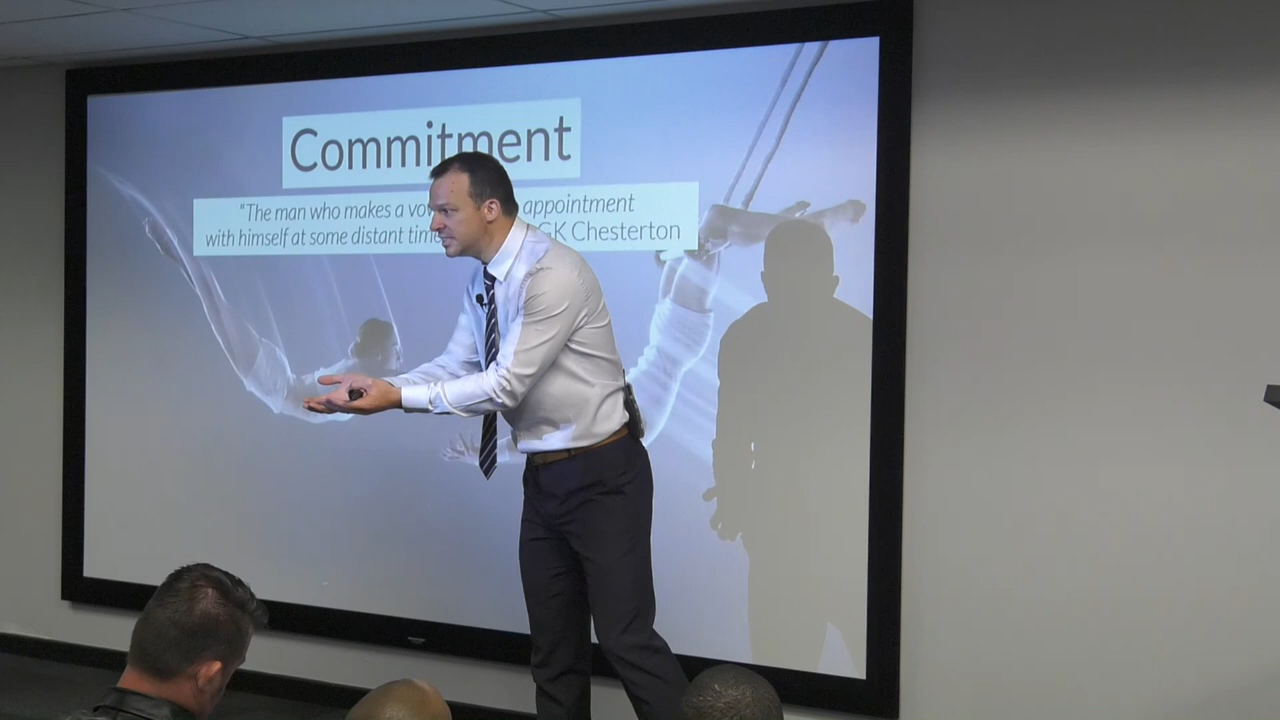 Commitment
“The man who makes a vo appointment
with himself at some distant tim GK Chesterton